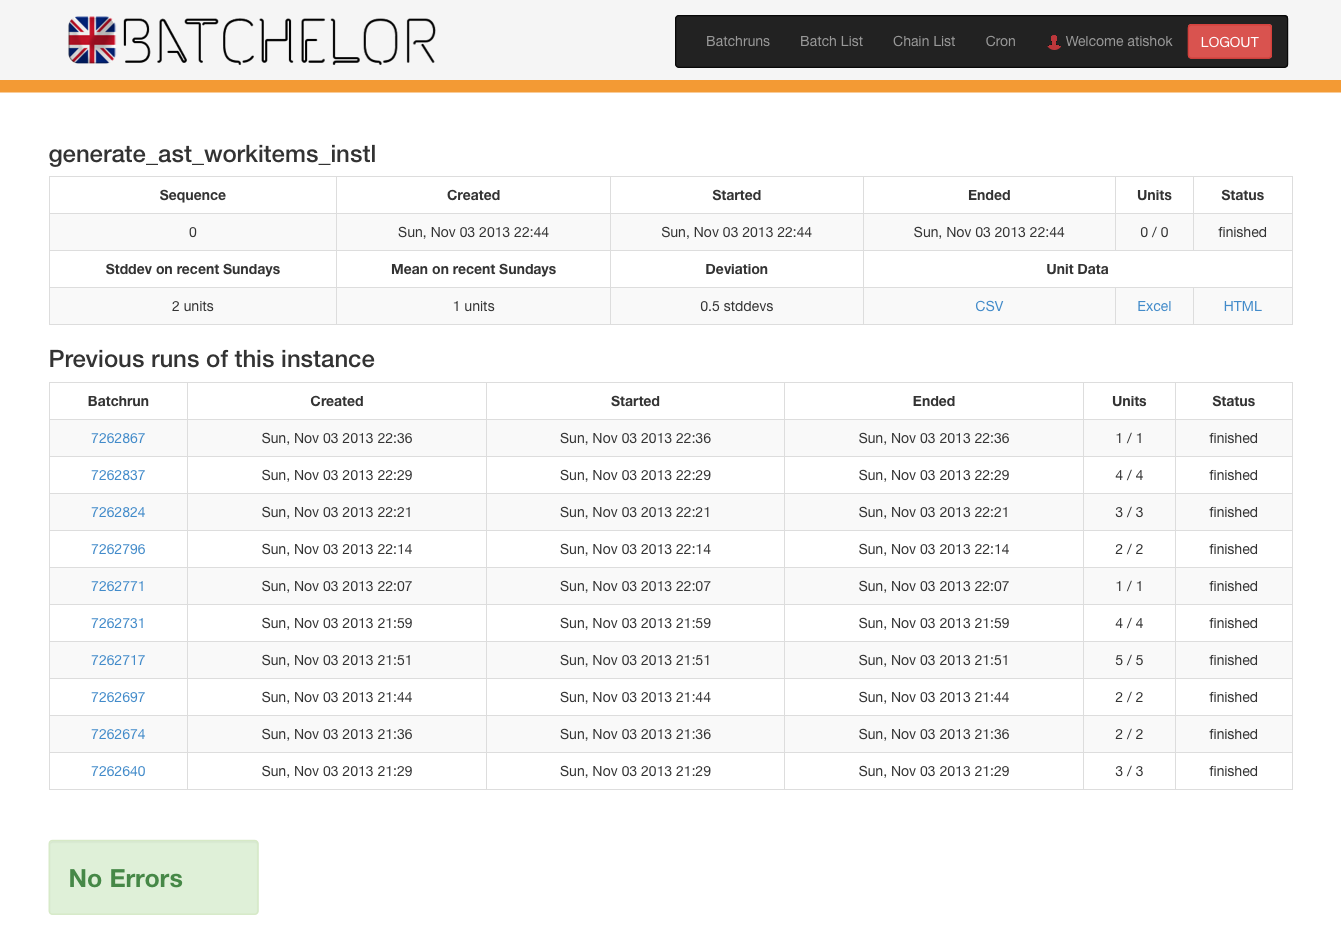 BATCHELOR
Batchruns Batch List Chain List Cron Welcome atishok LOGOUT
generate_ast_workitems_instl
Sequence Created Started Ended Units Status
0 Sun, Nov 03 2013 22:44 Sun, Nov 03 2013 22:44 Sun, Nov 03 2013 22:44 0 / 0 finished
Stddev on recent Sundays Mean on recent Sundays Deviation Unit Data
2 units 1 units 0.5 stddevs CSV Excel HTML
Previous runs of this instance
Batchrun Created Started Ended Units Status
7262867 Sun, Nov 03 2013 22:36 Sun, Nov 03 2013 22:36 Sun, Nov 03 2013 22:36 1 / 1 finished
7262837 Sun, Nov 03 2013 22:29 Sun, Nov 03 2013 22:29 Sun, Nov 03 2013 22:29 4 / 4 finished
7262824 Sun, Nov 03 2013 22:21 Sun, Nov 03 2013 22:21 Sun, Nov 03 2013 22:21 3 / 3 finished
7262796 Sun, Nov 03 2013 22:14 Sun, Nov 03 2013 22:14 Sun, Nov 03 2013 22:14 2 / 2 finished
7262771 Sun, Nov 03 2013 22:07 Sun, Nov 03 2013 22:07 Sun, Nov 03 2013 22:07 1 / 1 finished
7262731 Sun, Nov 03 2013 21:59 Sun, Nov 03 2013 21:59 Sun, Nov 03 2013 21:59 4 / 4 finished
7262717 Sun, Nov 03 2013 21:51 Sun, Nov 03 2013 21:51 Sun, Nov 03 2013 21:51 5 / 5 finished
7262697 Sun, Nov 03 2013 21:44 Sun, Nov 03 2013 21:44 Sun, Nov 03 2013 21:44 2 / 2 finished
7262674 Sun, Nov 03 2013 21:36 Sun, Nov 03 2013 21:36 Sun, Nov 03 2013 21:36 2 / 2 finished
7262640 Sun, Nov 03 2013 21:29 Sun, Nov 03 2013 21:29 Sun, Nov 03 2013 21:29 3 / 3 finished
No Errors